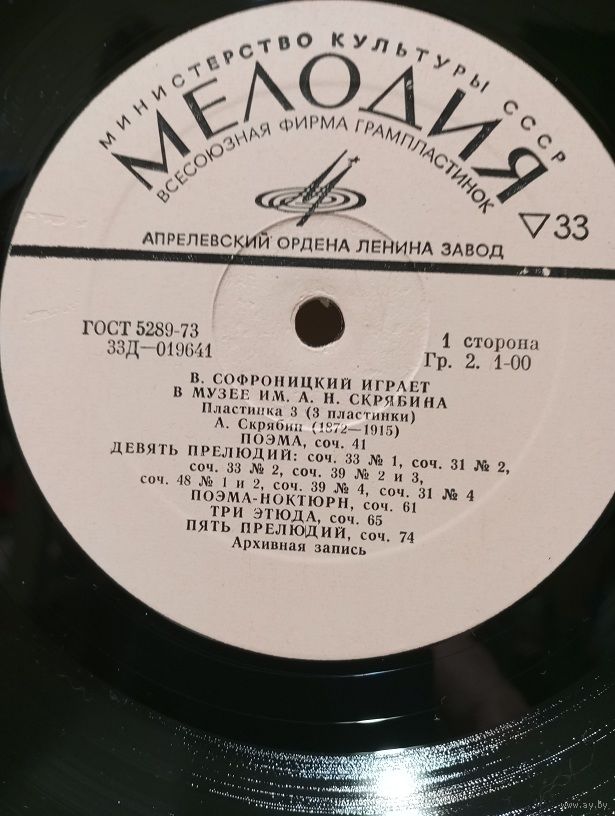 МИНИСТЕРСТВО КУЛЬТУРЫ СССР
МЕЛОДИЯ
ВСЕСОЮЗНАЯ ФИРМА ГРАМПЛАСТИНОК
▽33
АПРЕЛЕВСКИЙ ОРДЕНА ЛЕНИНА ЗАВОД
ГОСТ 5289-73
33Д—019641
1 сторона
Гр. 2. 1-00
В. СОФРОНИЦКИЙ ИГРАЕТ
В МУЗЕЕ ИМ. А. Н. СКРЯБИНА
Пластинка 3 (3 пластинки)
А. Скрябин (1872—1915)
ПОЭМА, соч. 41
ДЕВЯТЬ ПРЕЛЮДИЙ: соч. 33 № 1, соч. 31 № 2,
соч. 33 № 2, соч. 39 № 2 и 3,
соч. 48 № 1 и 2, соч. 39 № 4, соч. 31 № 4
ПОЭМА-НОКТЮРН, соч. 61
ТРИ ЭТЮДА, соч. 65
ПЯТЬ ПРЕЛЮДИЙ, соч. 74
Архивная запись
www.ay.by